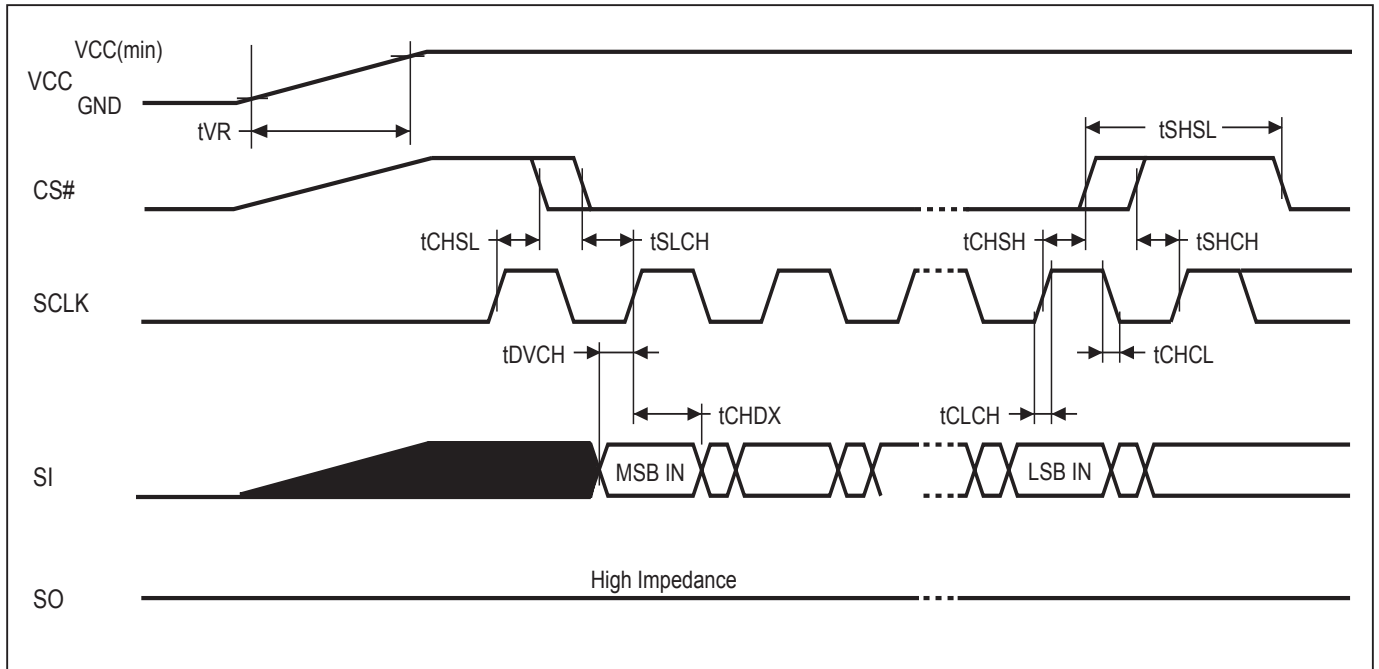 VCC(min)
VCC
GND
tVR
tSHSL
CS#
tCHSL
tSLCH
tCHSH
tSHCH
SCLK
tDVCH
tCHCL
tCHDX
tCLCH
SI
MSB IN
LSB IN
High Impedance
SO